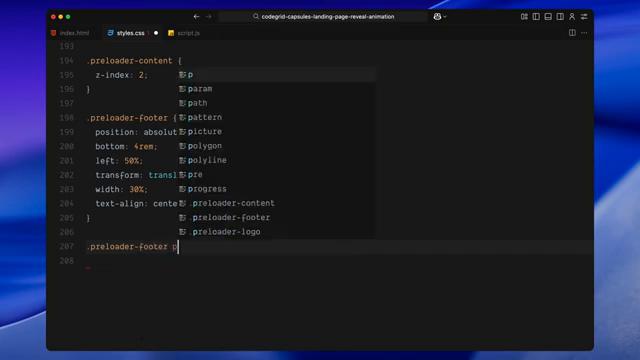 codegrid-capsules-landing-page-reveal-animation
index.html
styles.css 1
script.js
193
194 .preloader-content {
195 z-index: 2; p
196 } param
197 path
198 .preloader-footer { pattern
199 position: absolut picture
200 bottom: 4rem; polygon
201 left: 50%; polyline
202 transform: transl pre
203 width: 30%; progress
204 text-align: cente .preloader-content
205 } .preloader-footer
206 .preloader-logo
207 .preloader-footer p
208